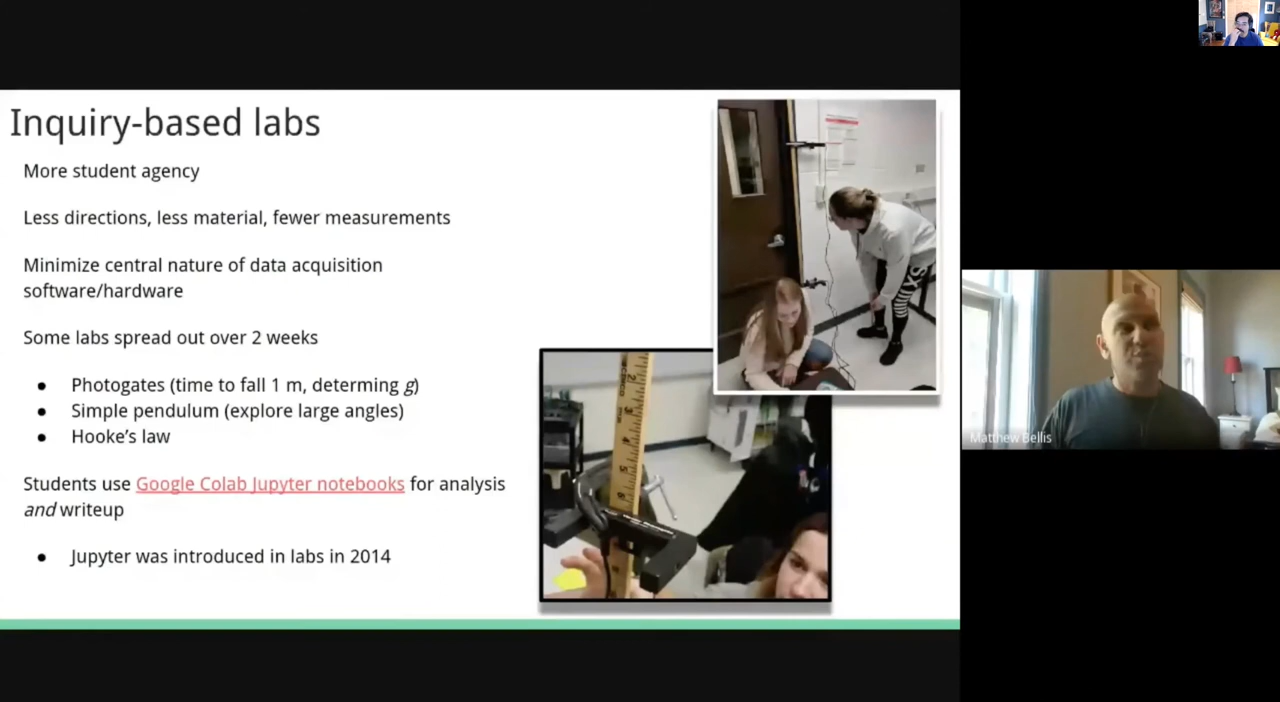 Inquiry-based labs
More student agency
Less directions, less material, fewer measurements
Minimize central nature of data acquisition
software/hardware
Some labs spread out over 2 weeks
● Photogates (time to fall 1 m, determing g)
● Simple pendulum (explore large angles)
● Hooke's law
Students use Google Colab Jupyter notebooks for analysis
and writeup
● Jupyter was introduced in labs in 2014
Matthew Bellis